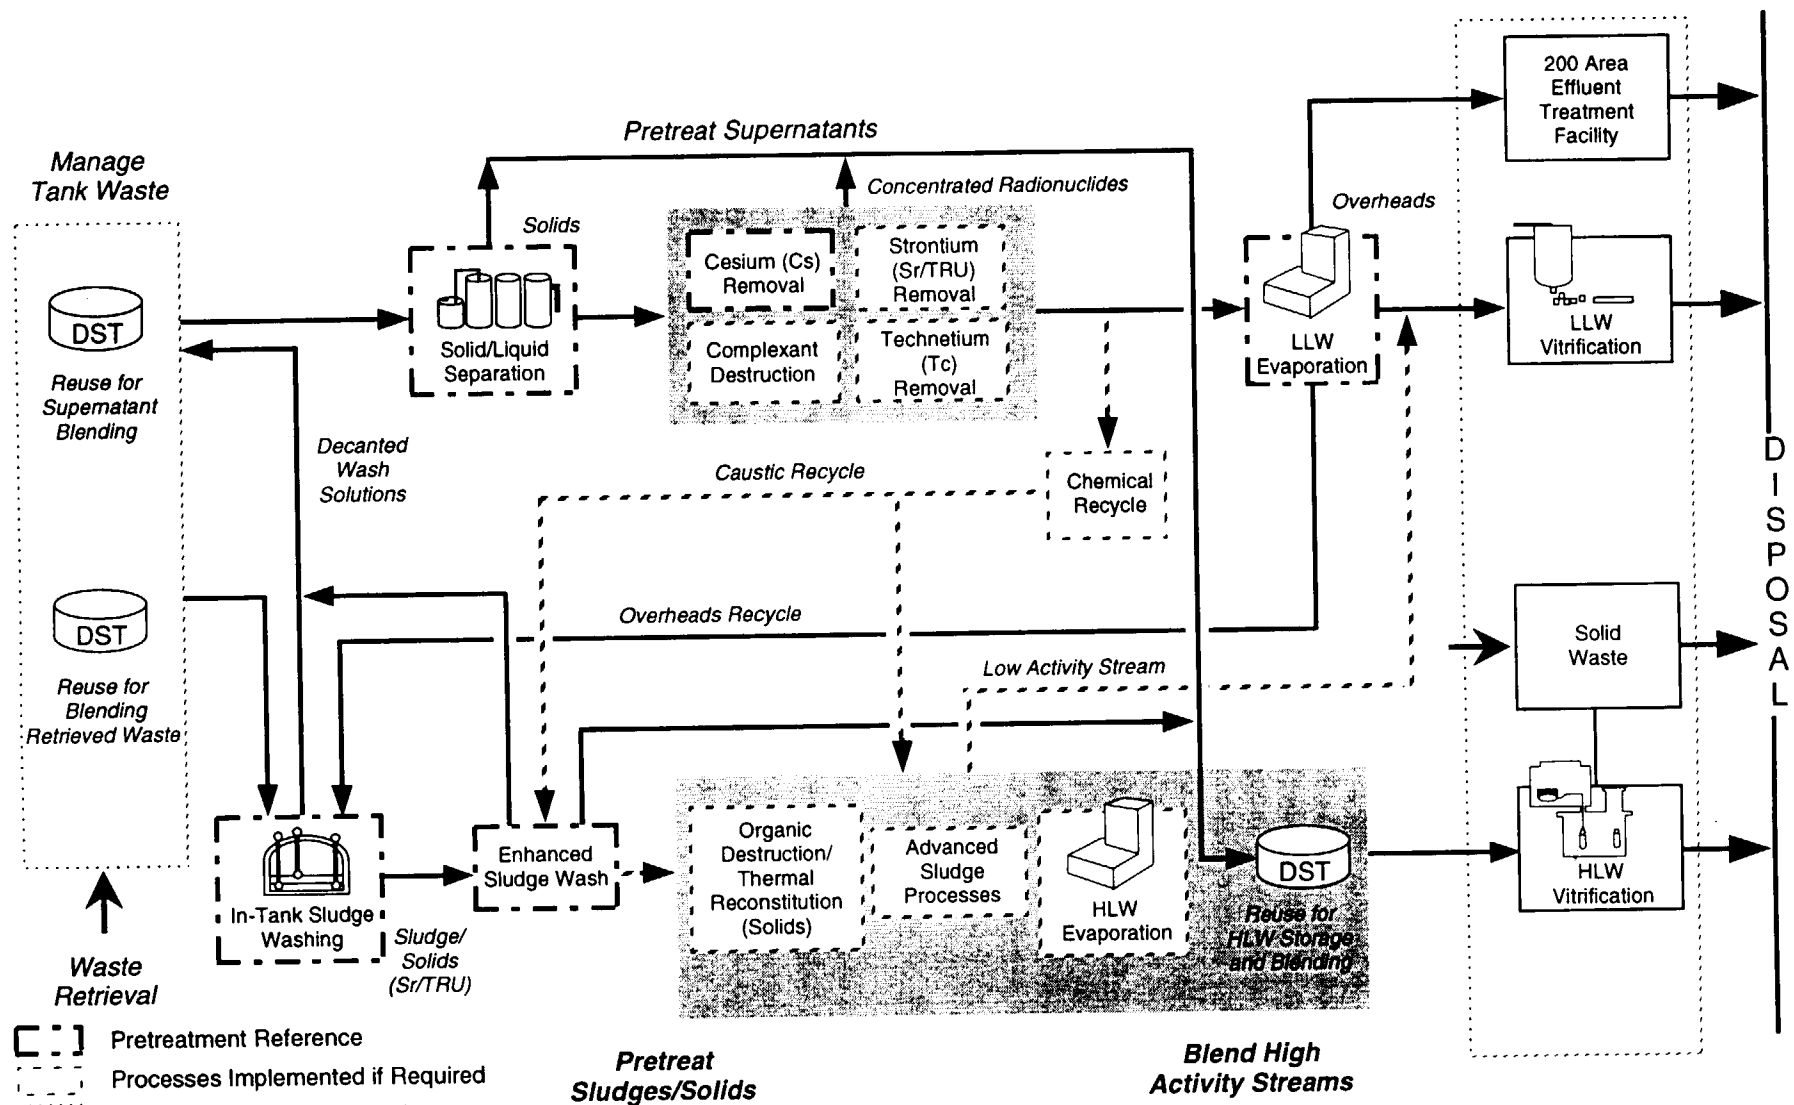 Manage
Tank Waste
DST
Reuse for
Supernatant
Blending
DST
Reuse for
Blending
Retrieved Waste
Waste
Retrieval
Pretreat Supernatants
Solids
Solid/Liquid
Separation
Concentrated Radionuclides
Cesium (Cs)
Removal
Strontium
(Sr/TRU)
Removal
Complexant
Destruction
Technetium
(Tc)
Removal
Overheads
LLW
Evaporation
200 Area
Effluent
Treatment
Facility
LLW
Vitrification
Decanted
Wash
Solutions
Caustic Recycle
Chemical
Recycle
Overheads Recycle
Low Activity Stream
Solid
Waste
DISPOSAL
In-Tank Sludge
Washing
Sludge/
Solids
(Sr/TRU)
Enhanced
Sludge Wash
Organic
Destruction/
Thermal
Reconstitution
(Solids)
Advanced
Sludge
Processes
HLW
Evaporation
DST
Reuse for
HLW Storage
and Blending
HLW
Vitrification
Pretreatment Reference
Processes Implemented if Required
Pretreat
Sludges/Solids
Blend High
Activity Streams